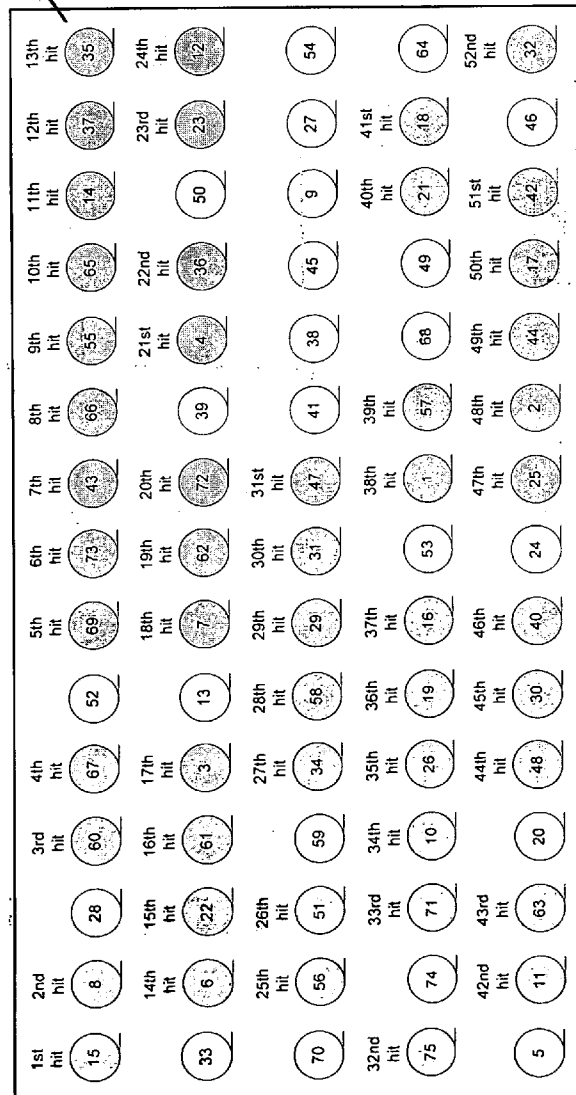 1st 2nd 3rd 4th 5th 6th 7th 8th 9th 10th 11th 12th 13th
hit hit hit hit hit hit hit hit hit hit hit hit hit
15 8 28 60 67 52 69 73 43 66 55 65 14 37 35
14th 15th 16th 17th 18th 19th 20th 21st 22nd 23rd 24th
hit hit hit hit hit hit hit hit hit hit hit
33 6 22 61 3 13 7 62 72 39 4 36 50 23 12
25th 26th 27th 28th 29th 30th 31st
hit hit hit hit hit hit hit
70 56 51 59 34 58 29 31 47 41 38 45 9 27 54
32nd 33rd 34th 35th 36th 37th 38th 39th 40th 41st
hit hit hit hit hit hit hit hit hit hit
75 74 71 10 26 19 16 53 1 57 68 49 21 18 64
42nd 43rd 44th 45th 46th 47th 48th 49th 50th 51st 52nd
hit hit hit hit hit hit hit hit hit hit hit
5 11 63 20 48 30 40 24 25 2 44 17 42 46 32